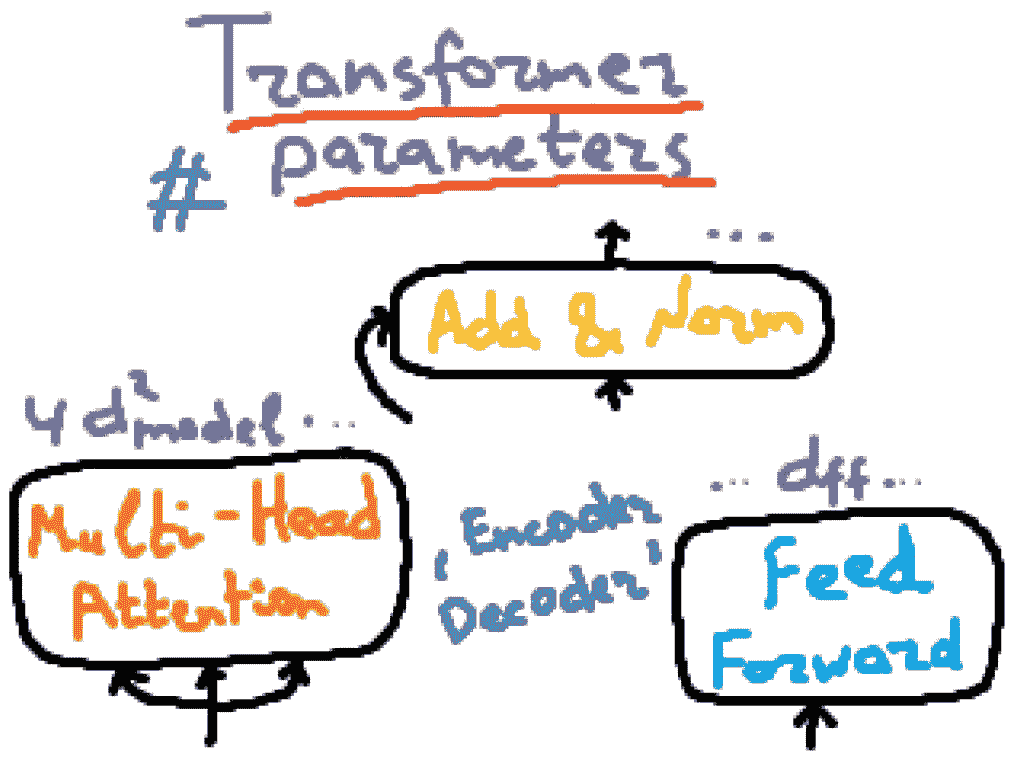 Transformer
# parameters
...
Add & Norm
4 d²model ...
Multi-Head
Attention
'Encoder
Decoder'
... dff ...
Feed
Forward